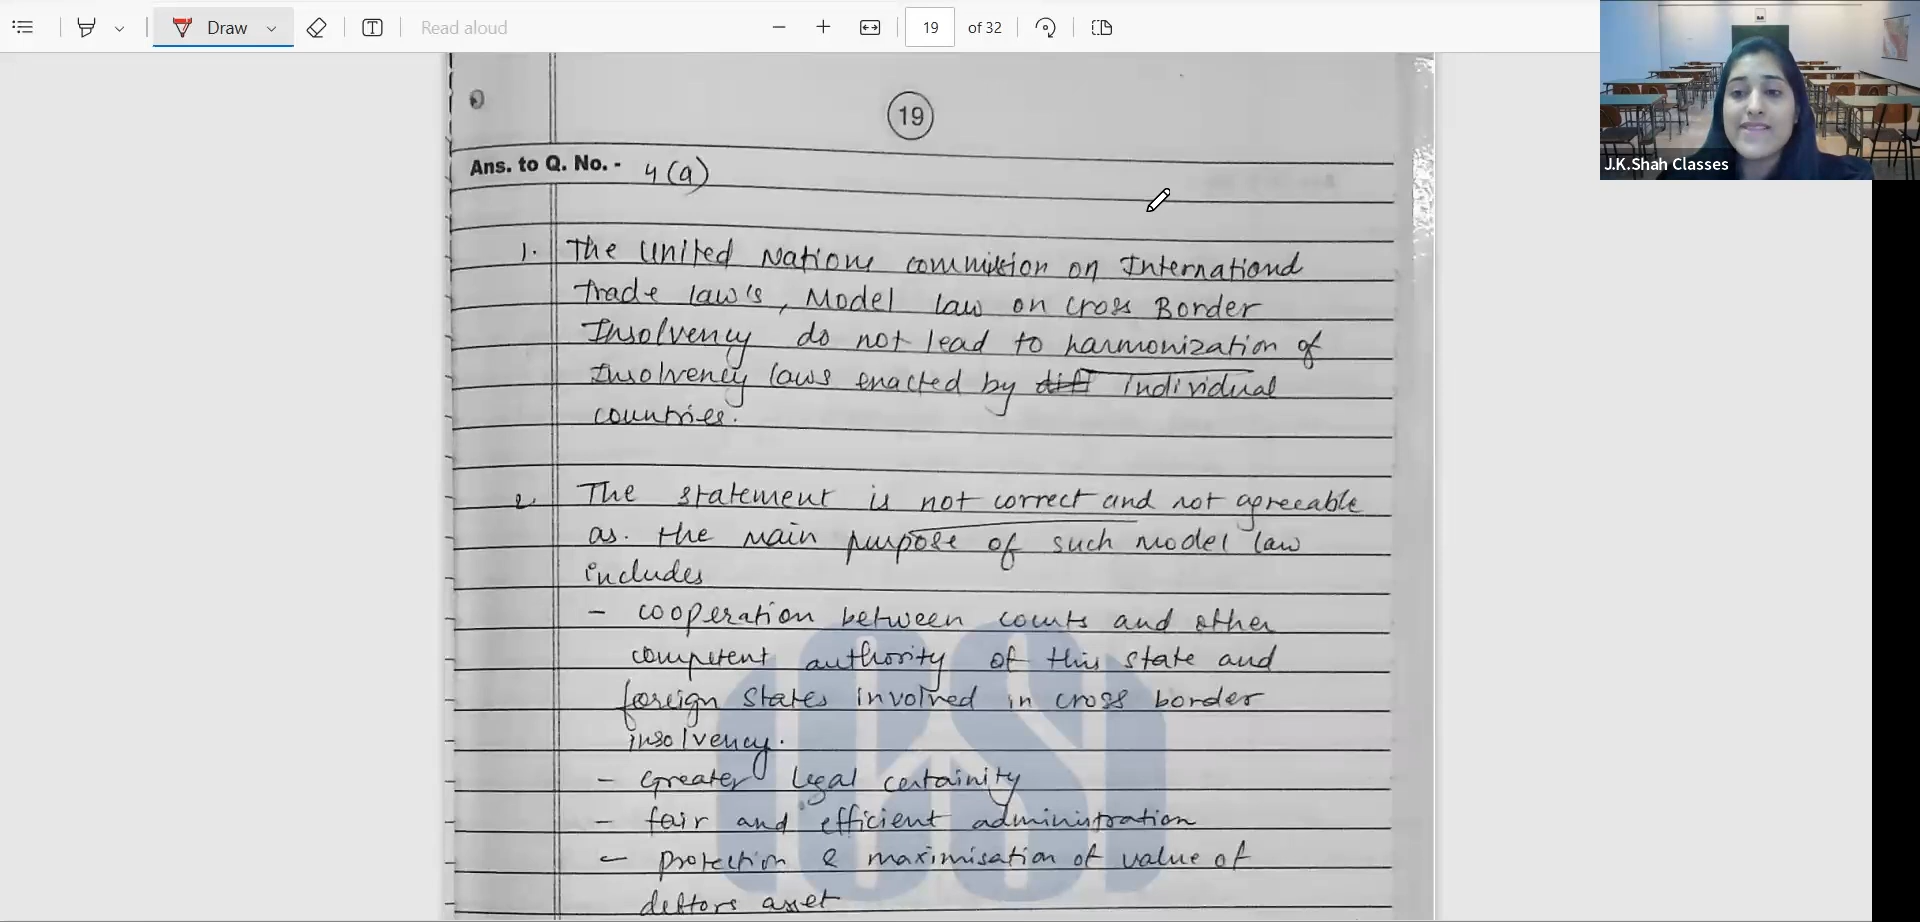 Draw
Read aloud
19 of 32
J.K.Shah Classes
19
Ans. to Q. No. - 4(a)
1. The United Nations commission on International
Trade law's, Model law on cross Border
Insolvency do not lead to harmonization of
Insolvency laws enacted by diff individual
countries.
2. The statement is not correct and not agreeable
as. the main purpose of such model law
includes
- cooperation between courts and other
competent authority of this state and
foreign states involved in cross border
insolvency.
- Greater legal certainity
- fair and efficient administration
- protection & maximisation of value of
debtors asset
ICSI